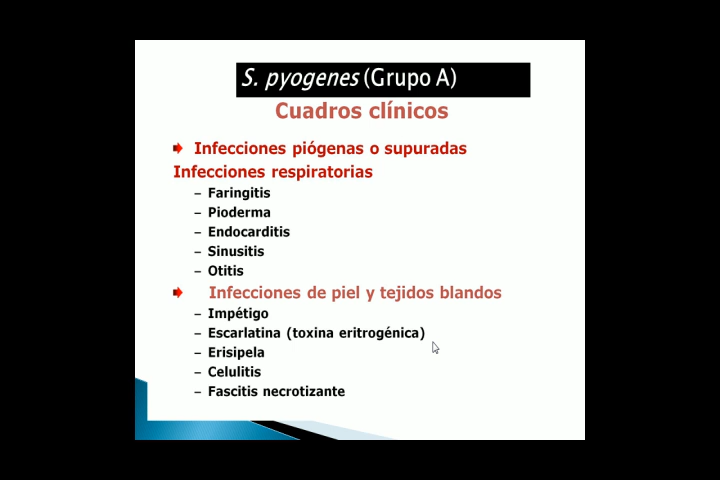 S. pyogenes (Grupo A)
Cuadros clínicos
Infecciones piógenas o supuradas
Infecciones respiratorias
– Faringitis
– Pioderma
– Endocarditis
– Sinusitis
– Otitis
Infecciones de piel y tejidos blandos
– Impétigo
– Escarlatina (toxina eritrogénica)
– Erisipela
– Celulitis
– Fascitis necrotizante